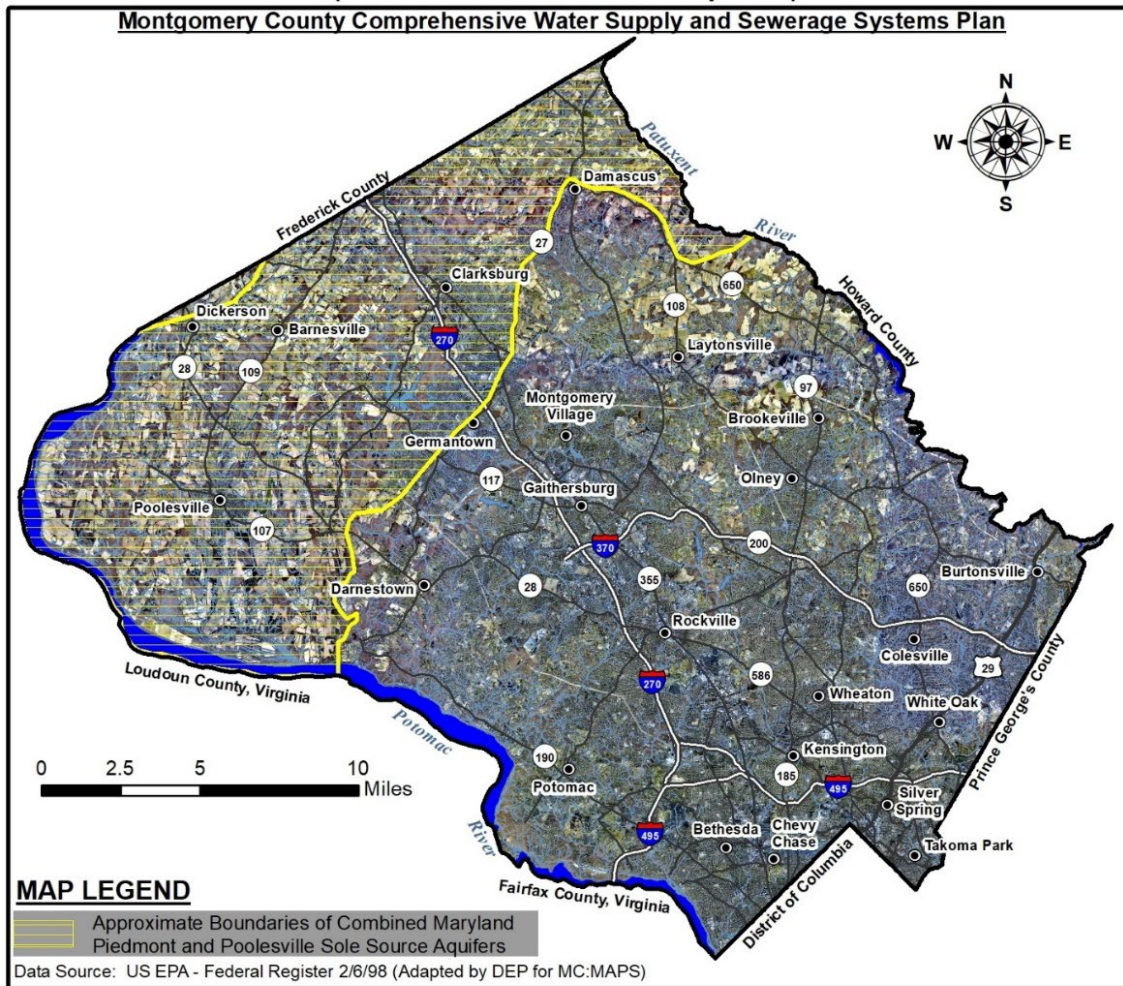 Montgomery County Comprehensive Water Supply and Sewerage Systems Plan
N
W
E
S
Patuxent
River
Damascus
Frederick County
27
Clarksburg
650
108
Howard County
Dickerson
Barnesville
270
28
109
Laytonsville
97
Montgomery
Village
Brookeville
Germantown
117
Olney
Gaithersburg
Poolesville
107
370
200
Darnestown
28
355
650
Burtonsville
Rockville
Colesville
29
Loudoun County, Virginia
270
586
Wheaton
White Oak
Prince George's County
Potomac
River
0 2.5 5 10
Miles
190
Potomac
Kensington
185
495
Silver
Spring
495
Bethesda
Chevy
Chase
Takoma Park
District of Columbia
Fairfax County, Virginia
MAP LEGEND
Approximate Boundaries of Combined Maryland
Piedmont and Poolesville Sole Source Aquifers
Data Source: US EPA - Federal Register 2/6/98 (Adapted by DEP for MC:MAPS)